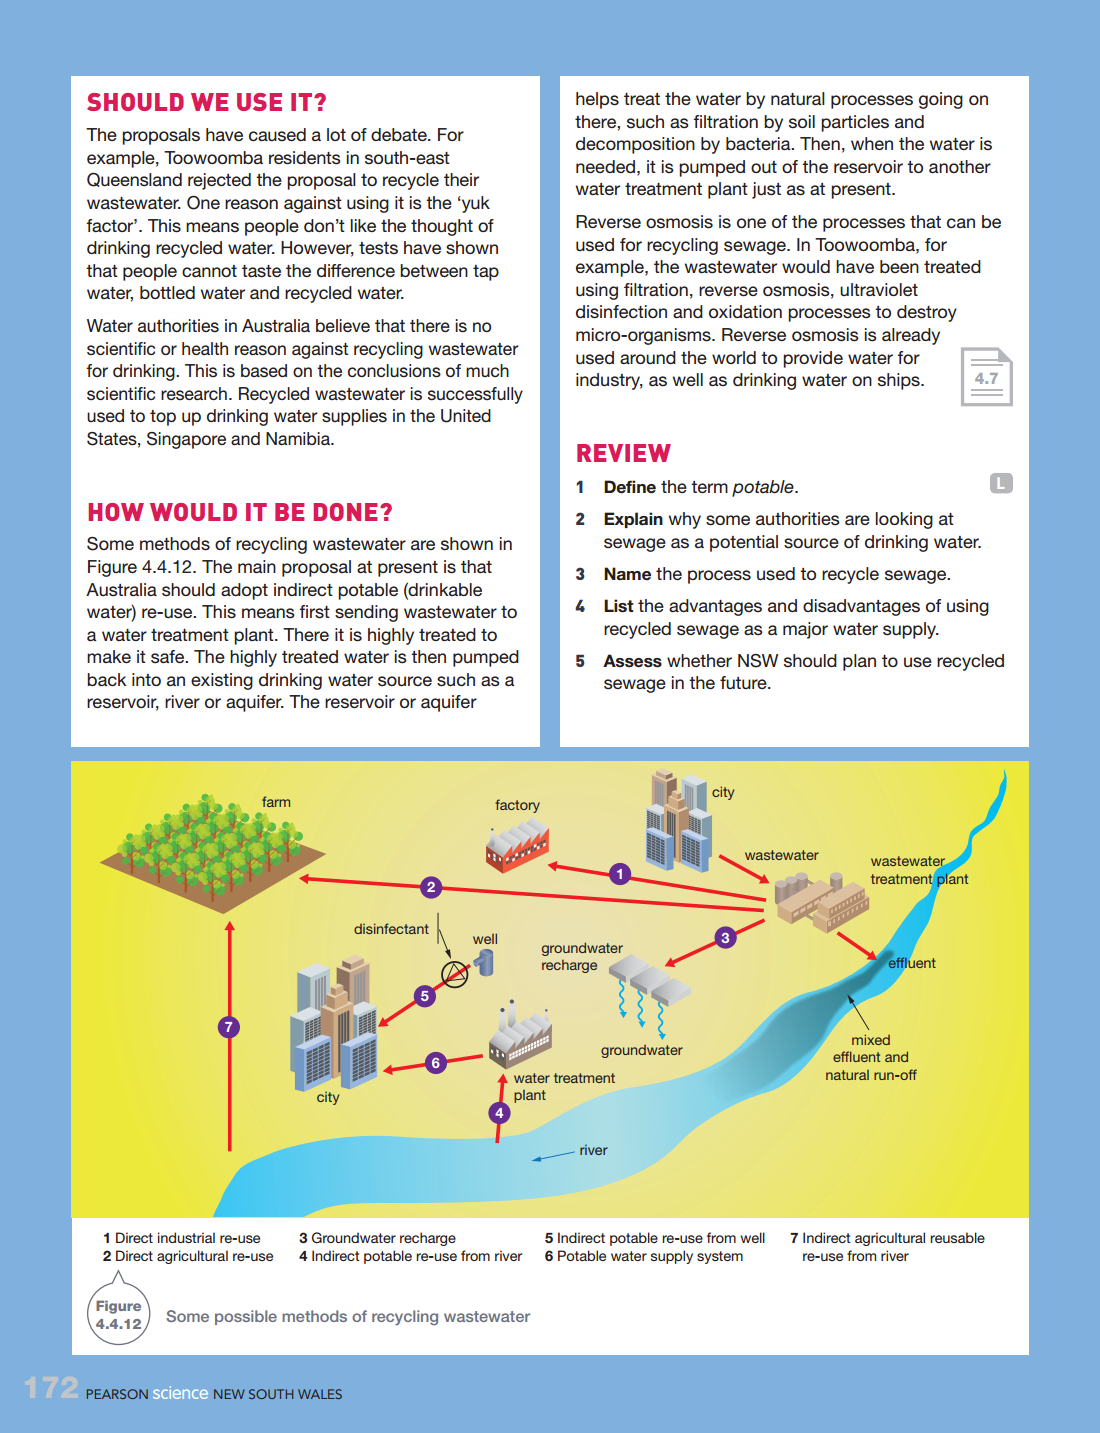 SHOULD WE USE IT?
The proposals have caused a lot of debate. For
example, Toowoomba residents in south-east
Queensland rejected the proposal to recycle their
wastewater. One reason against using it is the ‘yuk
factor’. This means people don’t like the thought of
drinking recycled water. However, tests have shown
that people cannot taste the difference between tap
water, bottled water and recycled water.
Water authorities in Australia believe that there is no
scientific or health reason against recycling wastewater
for drinking. This is based on the conclusions of much
scientific research. Recycled wastewater is successfully
used to top up drinking water supplies in the United
States, Singapore and Namibia.
HOW WOULD IT BE DONE?
Some methods of recycling wastewater are shown in
Figure 4.4.12. The main proposal at present is that
Australia should adopt indirect potable (drinkable
water) re-use. This means first sending wastewater to
a water treatment plant. There it is highly treated to
make it safe. The highly treated water is then pumped
back into an existing drinking water source such as a
reservoir, river or aquifer. The reservoir or aquifer
helps treat the water by natural processes going on
there, such as filtration by soil particles and
decomposition by bacteria. Then, when the water is
needed, it is pumped out of the reservoir to another
water treatment plant just as at present.
Reverse osmosis is one of the processes that can be
used for recycling sewage. In Toowoomba, for
example, the wastewater would have been treated
using filtration, reverse osmosis, ultraviolet
disinfection and oxidation processes to destroy
micro-organisms. Reverse osmosis is already
used around the world to provide water for
industry, as well as drinking water on ships.
4.7
REVIEW
L
1 Define the term potable.
2 Explain why some authorities are looking at
sewage as a potential source of drinking water.
3 Name the process used to recycle sewage.
4 List the advantages and disadvantages of using
recycled sewage as a major water supply.
5 Assess whether NSW should plan to use recycled
sewage in the future.
farm
factory
city
wastewater
wastewater
treatment plant
1
2
disinfectant
well
3
groundwater
recharge
effluent
5
7
mixed
effluent and
natural run-off
groundwater
6
water treatment
plant
city
4
river
1 Direct industrial re-use
2 Direct agricultural re-use
3 Groundwater recharge
4 Indirect potable re-use from river
5 Indirect potable re-use from well
6 Potable water supply system
7 Indirect agricultural reusable
re-use from river
Figure
4.4.12
Some possible methods of recycling wastewater
172 PEARSON science NEW SOUTH WALES